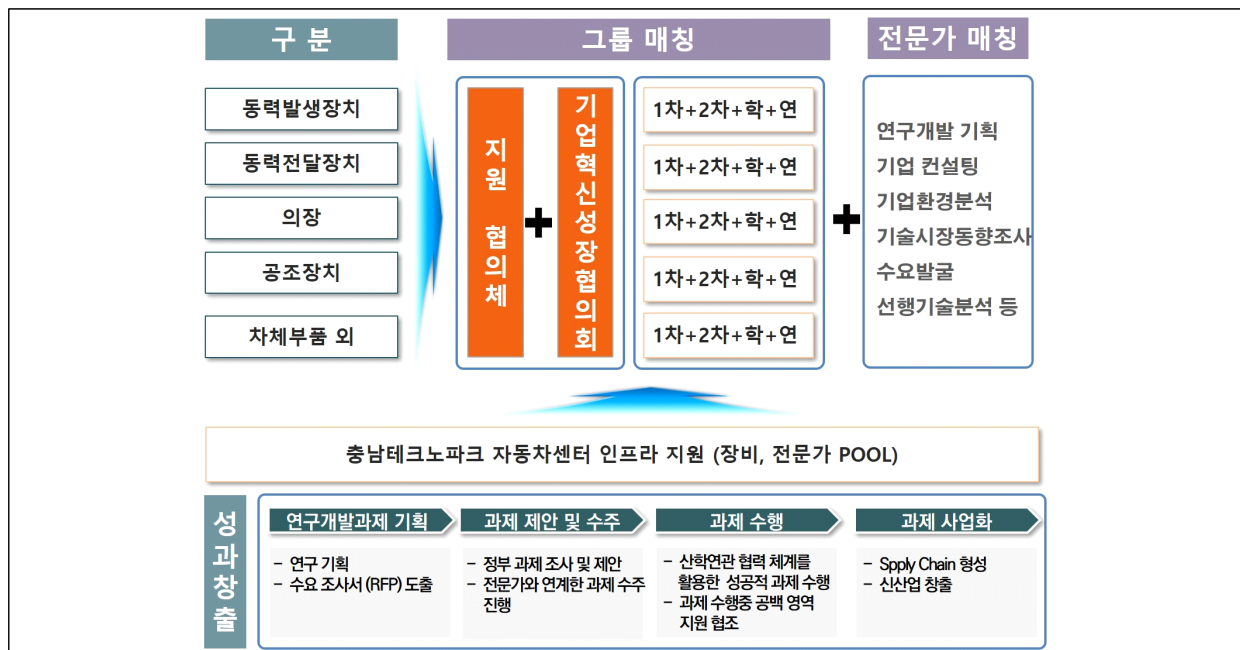 구 분
그룹 매칭
전문가 매칭
동력발생장치
동력전달장치
의장
공조장치
차체부품 외
지원 협의체
+
기업혁신성장협의회
1차+2차+학+연
1차+2차+학+연
1차+2차+학+연
1차+2차+학+연
1차+2차+학+연
+
연구개발 기획
기업 컨설팅
기업환경분석
기술시장동향조사
수요발굴
선행기술분석 등
충남테크노파크 자동차센터 인프라 지원 (장비, 전문가 POOL)
성과창출
연구개발과제 기획
- 연구 기획
- 수요 조사서 (RFP) 도출
과제 제안 및 수주
- 정부 과제 조사 및 제안
- 전문가와 연계한 과제 수주
진행
과제 수행
- 산학연관 협력 체계를
활용한 성공적 과제 수행
- 과제 수행중 공백 영역
지원 협조
과제 사업화
- Spply Chain 형성
- 신산업 창출